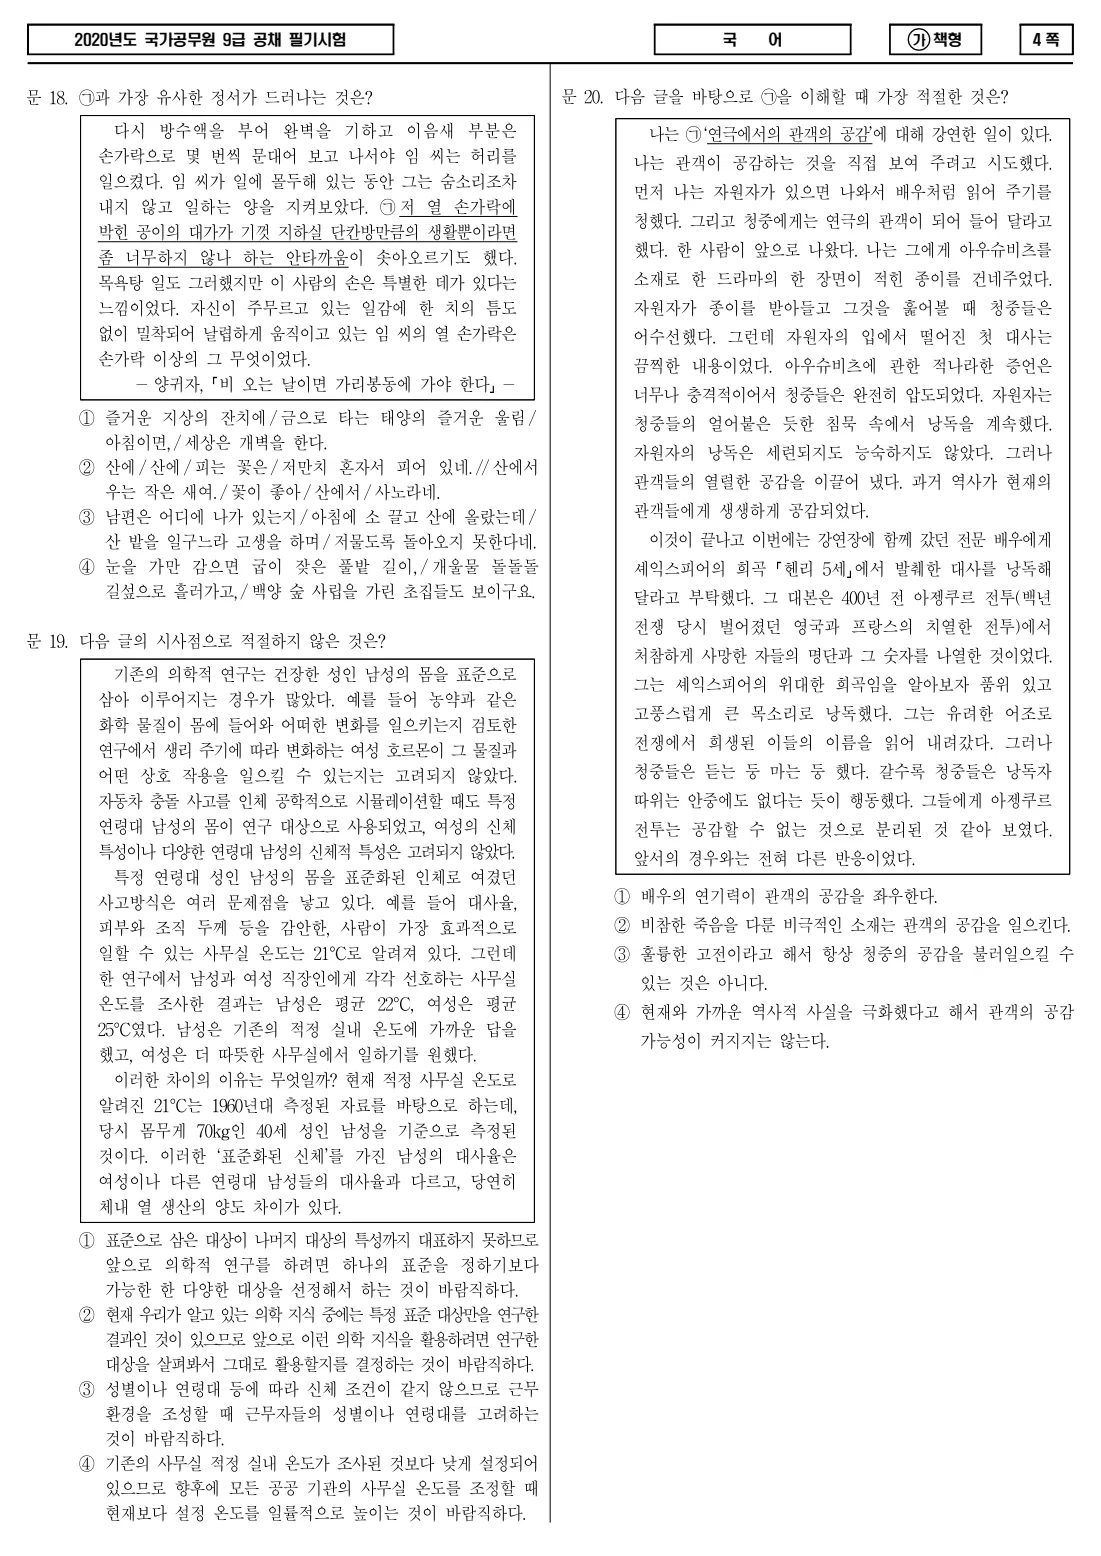 2020년도 국가공무원 9급 공채 필기시험
국 어
㉮ 책형
4 쪽
문 18. ㉠과 가장 유사한 정서가 드러나는 것은?
다시 방수액을 부어 완벽을 기하고 이음새 부분은
손가락으로 몇 번씩 문대어 보고 나서야 임 씨는 허리를
일으켰다. 임 씨가 일에 몰두해 있는 동안 그는 숨소리조차
내지 않고 일하는 양을 지켜보았다. ㉠ 저 열 손가락에
박힌 공이의 대가가 기껏 지하실 단칸방만큼의 생활뿐이라면
좀 너무하지 않나 하는 안타까움이 솟아오르기도 했다.
목욕탕 일도 그러했지만 이 사람의 손은 특별한 데가 있다는
느낌이었다. 자신이 주무르고 있는 일감에 한 치의 틈도
없이 밀착되어 날렵하게 움직이고 있는 임 씨의 열 손가락은
손가락 이상의 그 무엇이었다.
- 양귀자, ｢비 오는 날이면 가리봉동에 가야 한다｣ -
① 즐거운 지상의 잔치에 / 금으로 타는 태양의 즐거운 울림 /
아침이면, / 세상은 개벽을 한다.
② 산에 / 산에 / 피는 꽃은 / 저만치 혼자서 피어 있네. // 산에서
우는 작은 새여. / 꽃이 좋아 / 산에서 / 사노라네.
③ 남편은 어디에 나가 있는지 / 아침에 소 끌고 산에 올랐는데 /
산 밭을 일구느라 고생을 하며 / 저물도록 돌아오지 못한다네.
④ 눈을 가만 감으면 굽이 잦은 풀밭 길이, / 개울물 돌돌돌
길섶으로 흘러가고, / 백양 숲 사립을 가린 초집들도 보이구요.
문 19. 다음 글의 시사점으로 적절하지 않은 것은?
기존의 의학적 연구는 건장한 성인 남성의 몸을 표준으로
삼아 이루어지는 경우가 많았다. 예를 들어 농약과 같은
화학 물질이 몸에 들어와 어떠한 변화를 일으키는지 검토한
연구에서 생리 주기에 따라 변화하는 여성 호르몬이 그 물질과
어떤 상호 작용을 일으킬 수 있는지는 고려되지 않았다.
자동차 충돌 사고를 인체 공학적으로 시뮬레이션할 때도 특정
연령대 남성의 몸이 연구 대상으로 사용되었고, 여성의 신체
특성이나 다양한 연령대 남성의 신체적 특성은 고려되지 않았다.
특정 연령대 성인 남성의 몸을 표준화된 인체로 여겼던
사고방식은 여러 문제점을 낳고 있다. 예를 들어 대사율,
피부와 조직 두께 등을 감안한, 사람이 가장 효과적으로
일할 수 있는 사무실 온도는 21℃로 알려져 있다. 그런데
한 연구에서 남성과 여성 직장인에게 각각 선호하는 사무실
온도를 조사한 결과는 남성은 평균 22℃, 여성은 평균
25℃였다. 남성은 기존의 적정 실내 온도에 가까운 답을
했고, 여성은 더 따뜻한 사무실에서 일하기를 원했다.
이러한 차이의 이유는 무엇일까? 현재 적정 사무실 온도로
알려진 21℃는 1960년대 측정된 자료를 바탕으로 하는데,
당시 몸무게 70kg인 40세 성인 남성을 기준으로 측정된
것이다. 이러한 ‘표준화된 신체’를 가진 남성의 대사율은
여성이나 다른 연령대 남성들의 대사율과 다르고, 당연히
체내 열 생산의 양도 차이가 있다.
① 표준으로 삼은 대상이 나머지 대상의 특성까지 대표하지 못하므로
앞으로 의학적 연구를 하려면 하나의 표준을 정하기보다
가능한 한 다양한 대상을 선정해서 하는 것이 바람직하다.
② 현재 우리가 알고 있는 의학 지식 중에는 특정 표준 대상만을 연구한
결과인 것이 있으므로 앞으로 이런 의학 지식을 활용하려면 연구한
대상을 살펴봐서 그대로 활용할지를 결정하는 것이 바람직하다.
③ 성별이나 연령대 등에 따라 신체 조건이 같지 않으므로 근무
환경을 조성할 때 근무자들의 성별이나 연령대를 고려하는
것이 바람직하다.
④ 기존의 사무실 적정 실내 온도가 조사된 것보다 낮게 설정되어
있으므로 향후에 모든 공공 기관의 사무실 온도를 조정할 때
현재보다 설정 온도를 일률적으로 높이는 것이 바람직하다.
문 20. 다음 글을 바탕으로 ㉠을 이해할 때 가장 적절한 것은?
나는 ㉠ ‘연극에서의 관객의 공감’에 대해 강연한 일이 있다.
나는 관객이 공감하는 것을 직접 보여 주려고 시도했다.
먼저 나는 자원자가 있으면 나와서 배우처럼 읽어 주기를
청했다. 그리고 청중에게는 연극의 관객이 되어 들어 달라고
했다. 한 사람이 앞으로 나왔다. 나는 그에게 아우슈비츠를
소재로 한 드라마의 한 장면이 적힌 종이를 건네주었다.
자원자가 종이를 받아들고 그것을 훑어볼 때 청중들은
어수선했다. 그런데 자원자의 입에서 떨어진 첫 대사는
끔찍한 내용이었다. 아우슈비츠에 관한 적나라한 증언은
너무나 충격적이어서 청중들은 완전히 압도되었다. 자원자는
청중들의 얼어붙은 듯한 침묵 속에서 낭독을 계속했다.
자원자의 낭독은 세련되지도 능숙하지도 않았다. 그러나
관객들의 열렬한 공감을 이끌어 냈다. 과거 역사가 현재의
관객들에게 생생하게 공감되었다.
이것이 끝나고 이번에는 강연장에 함께 갔던 전문 배우에게
셰익스피어의 희곡 ｢헨리 5세｣에서 발췌한 대사를 낭독해
달라고 부탁했다. 그 대본은 400년 전 아젱쿠르 전투(백년
전쟁 당시 벌어졌던 영국과 프랑스의 치열한 전투)에서
처참하게 사망한 자들의 명단과 그 숫자를 나열한 것이었다.
그는 셰익스피어의 위대한 희곡임을 알아보자 품위 있고
고풍스럽게 큰 목소리로 낭독했다. 그는 유려한 어조로
전쟁에서 희생된 이들의 이름을 읽어 내려갔다. 그러나
청중들은 듣는 둥 마는 둥 했다. 갈수록 청중들은 낭독자
따위는 안중에도 없다는 듯이 행동했다. 그들에게 아젱쿠르
전투는 공감할 수 없는 것으로 분리된 것 같아 보였다.
앞서의 경우와는 전혀 다른 반응이었다.
① 배우의 연기력이 관객의 공감을 좌우한다.
② 비참한 죽음을 다룬 비극적인 소재는 관객의 공감을 일으킨다.
③ 훌륭한 고전이라고 해서 항상 청중의 공감을 불러일으킬 수
있는 것은 아니다.
④ 현재와 가까운 역사적 사실을 극화했다고 해서 관객의 공감
가능성이 커지지는 않는다.